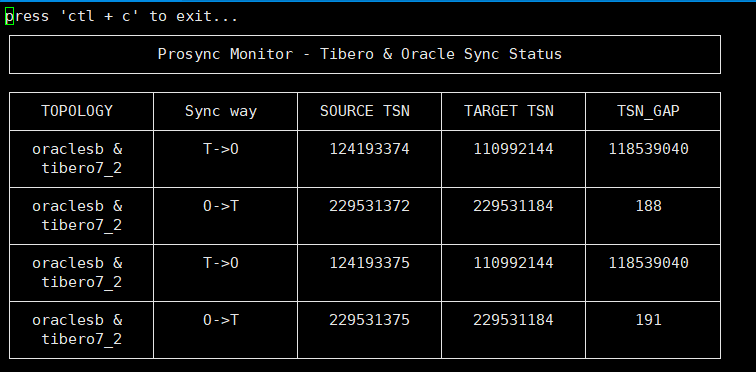 press 'ctl + c' to exit...
Prosync Monitor - Tibero & Oracle Sync Status
TOPOLOGY Sync way SOURCE TSN TARGET TSN TSN_GAP
oraclesb & T->O 124193374 110992144 118539040
tibero7_2
oraclesb & O->T 229531372 229531184 188
tibero7_2
oraclesb & T->O 124193375 110992144 118539040
tibero7_2
oraclesb & O->T 229531375 229531184 191
tibero7_2